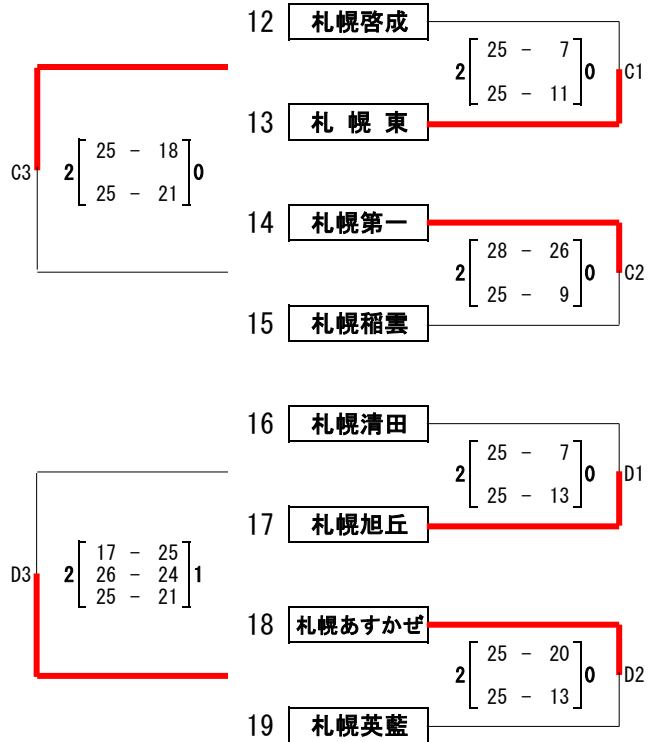 12 札幌啓成
2 25 - 7 0 C1
25 - 11
13 札幌東
C3 2 25 - 18 0
25 - 21
14 札幌第一
2 28 - 26 0 C2
25 - 9
15 札幌稲雲
16 札幌清田
2 25 - 7 0 D1
25 - 13
17 札幌旭丘
D3 2 17 - 25 1
26 - 24
25 - 21
18 札幌あすかぜ
2 25 - 20 0 D2
25 - 13
19 札幌英藍